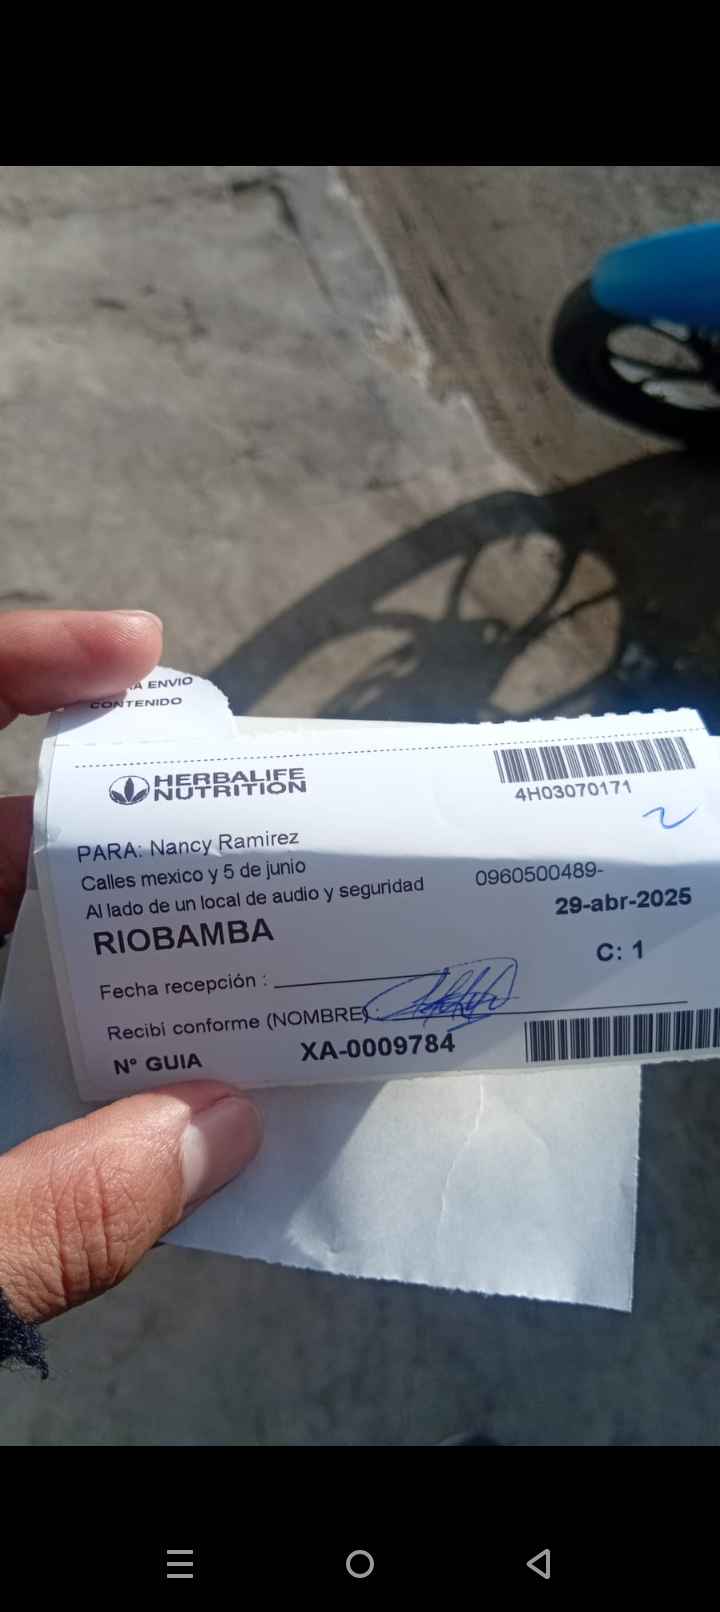 ENVIO
CONTENIDO
HERBALIFE
NUTRITION
4H03070171
PARA: Nancy Ramirez
Calles mexico y 5 de junio
0960500489-
Al lado de un local de audio y seguridad
29-abr-2025
RIOBAMBA
C: 1
Fecha recepción :
Recibi conforme (NOMBRE) :
Nº GUIA
XA-0009784